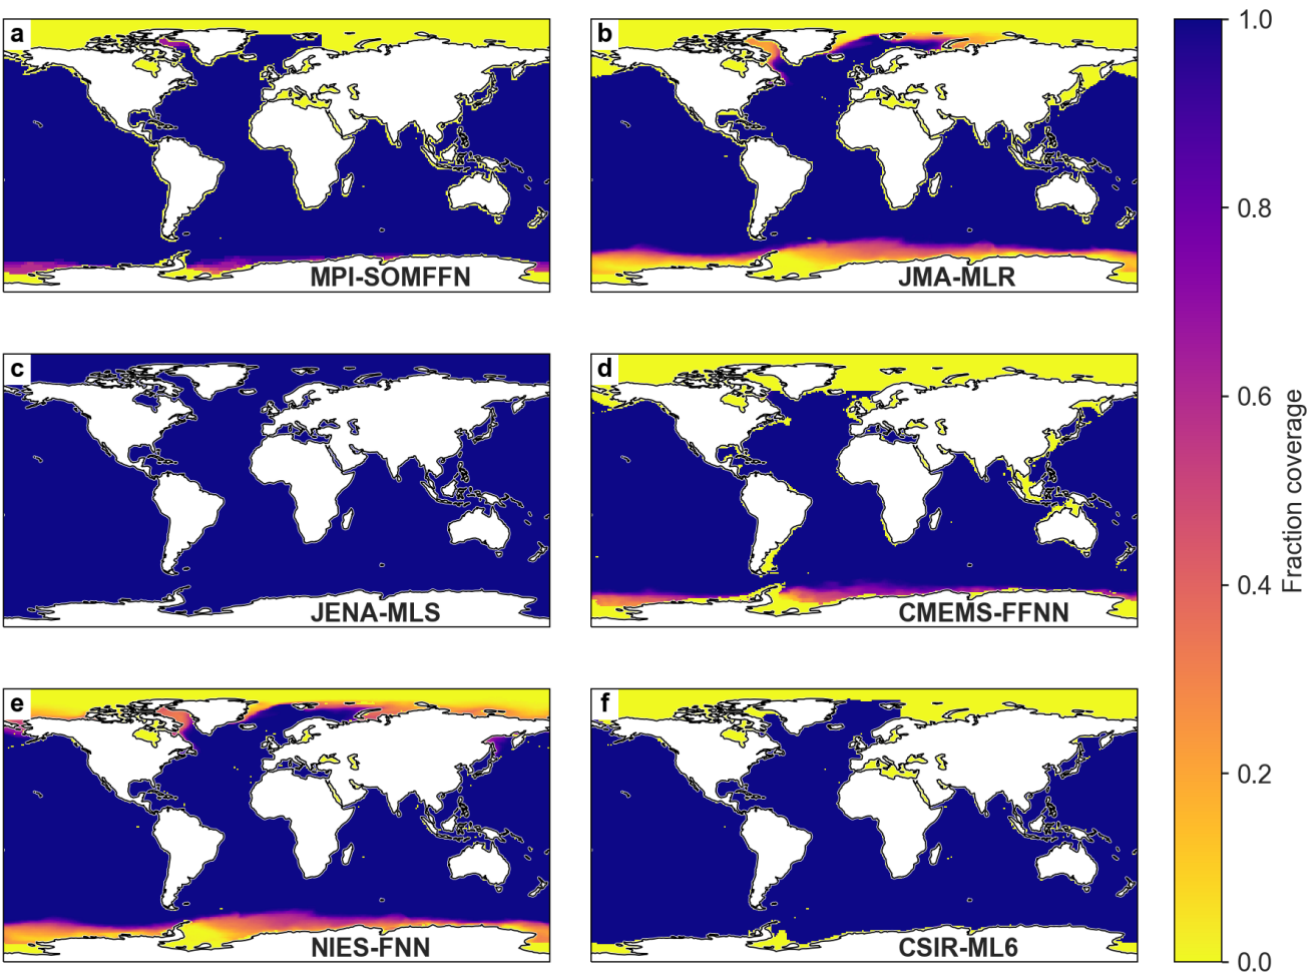 a
MPI-SOMFFN
b
JMA-MLR
c
JENA-MLS
d
CMEMS-FFNN
e
NIES-FNN
f
CSIR-ML6
1.0
0.8
0.6
0.4
0.2
0.0
Fraction coverage